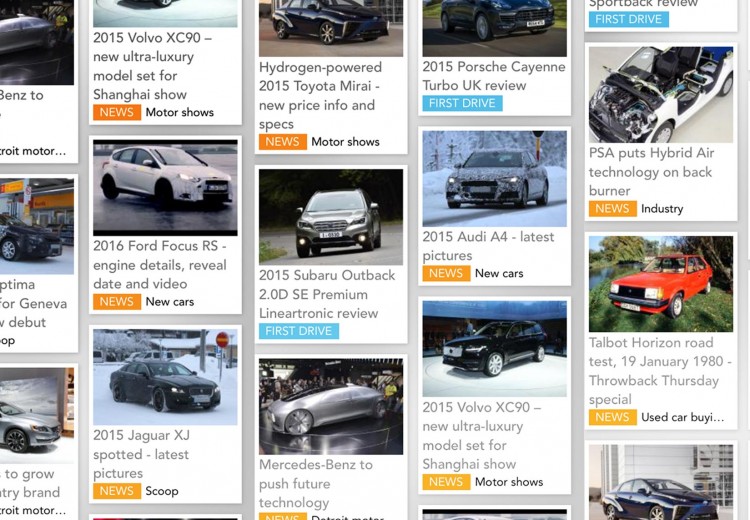 Benz to
troit motor...
ptima
for Geneva
w debut
oop
s to grow
ntry brand
troit motor...
2015 Volvo XC90 –
new ultra-luxury
model set for
Shanghai show
NEWS Motor shows
2016 Ford Focus RS -
engine details, reveal
date and video
NEWS New cars
2015 Jaguar XJ
spotted - latest
pictures
NEWS Scoop
Hydrogen-powered
2015 Toyota Mirai -
new price info and
specs
NEWS Motor shows
2015 Subaru Outback
2.0D SE Premium
Lineartronic review
FIRST DRIVE
Mercedes-Benz to
push future
technology
NEWS Detroit motor
2015 Porsche Cayenne
Turbo UK review
FIRST DRIVE
2015 Audi A4 - latest
pictures
NEWS New cars
2015 Volvo XC90 –
new ultra-luxury
model set for
Shanghai show
NEWS Motor shows
Sportback review
FIRST DRIVE
PSA puts Hybrid Air
technology on back
burner
NEWS Industry
Talbot Horizon road
test, 19 January 1980 -
Throwback Thursday
special
NEWS Used car buyi...